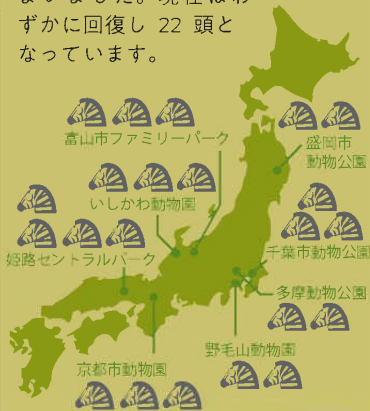 ずかに回復し 22 頭と
なっています。
富山市ファミリーパーク
盛岡市
動物公園
いしかわ動物園
千葉市動物公園
姫路セントラルパーク
多摩動物公園
野毛山動物園
京都市動物園